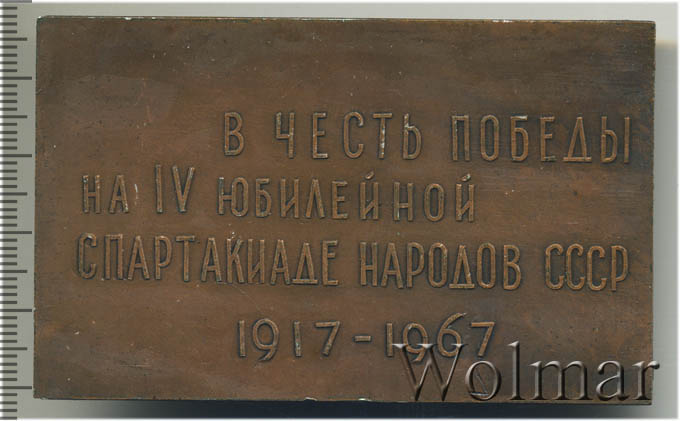 В ЧЕСТЬ ПОБЕДЫ
НА IV ЮБИЛЕЙНОЙ
СПАРТАКИАДЕ НАРОДОВ СССР
1917-1967
Wolmar